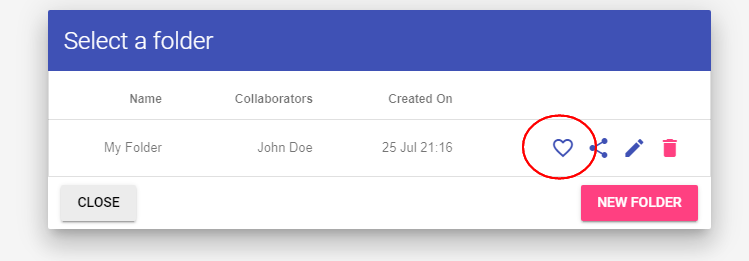 Select a folder
Name Collaborators Created On
My Folder John Doe 25 Jul 21:16
CLOSE NEW FOLDER